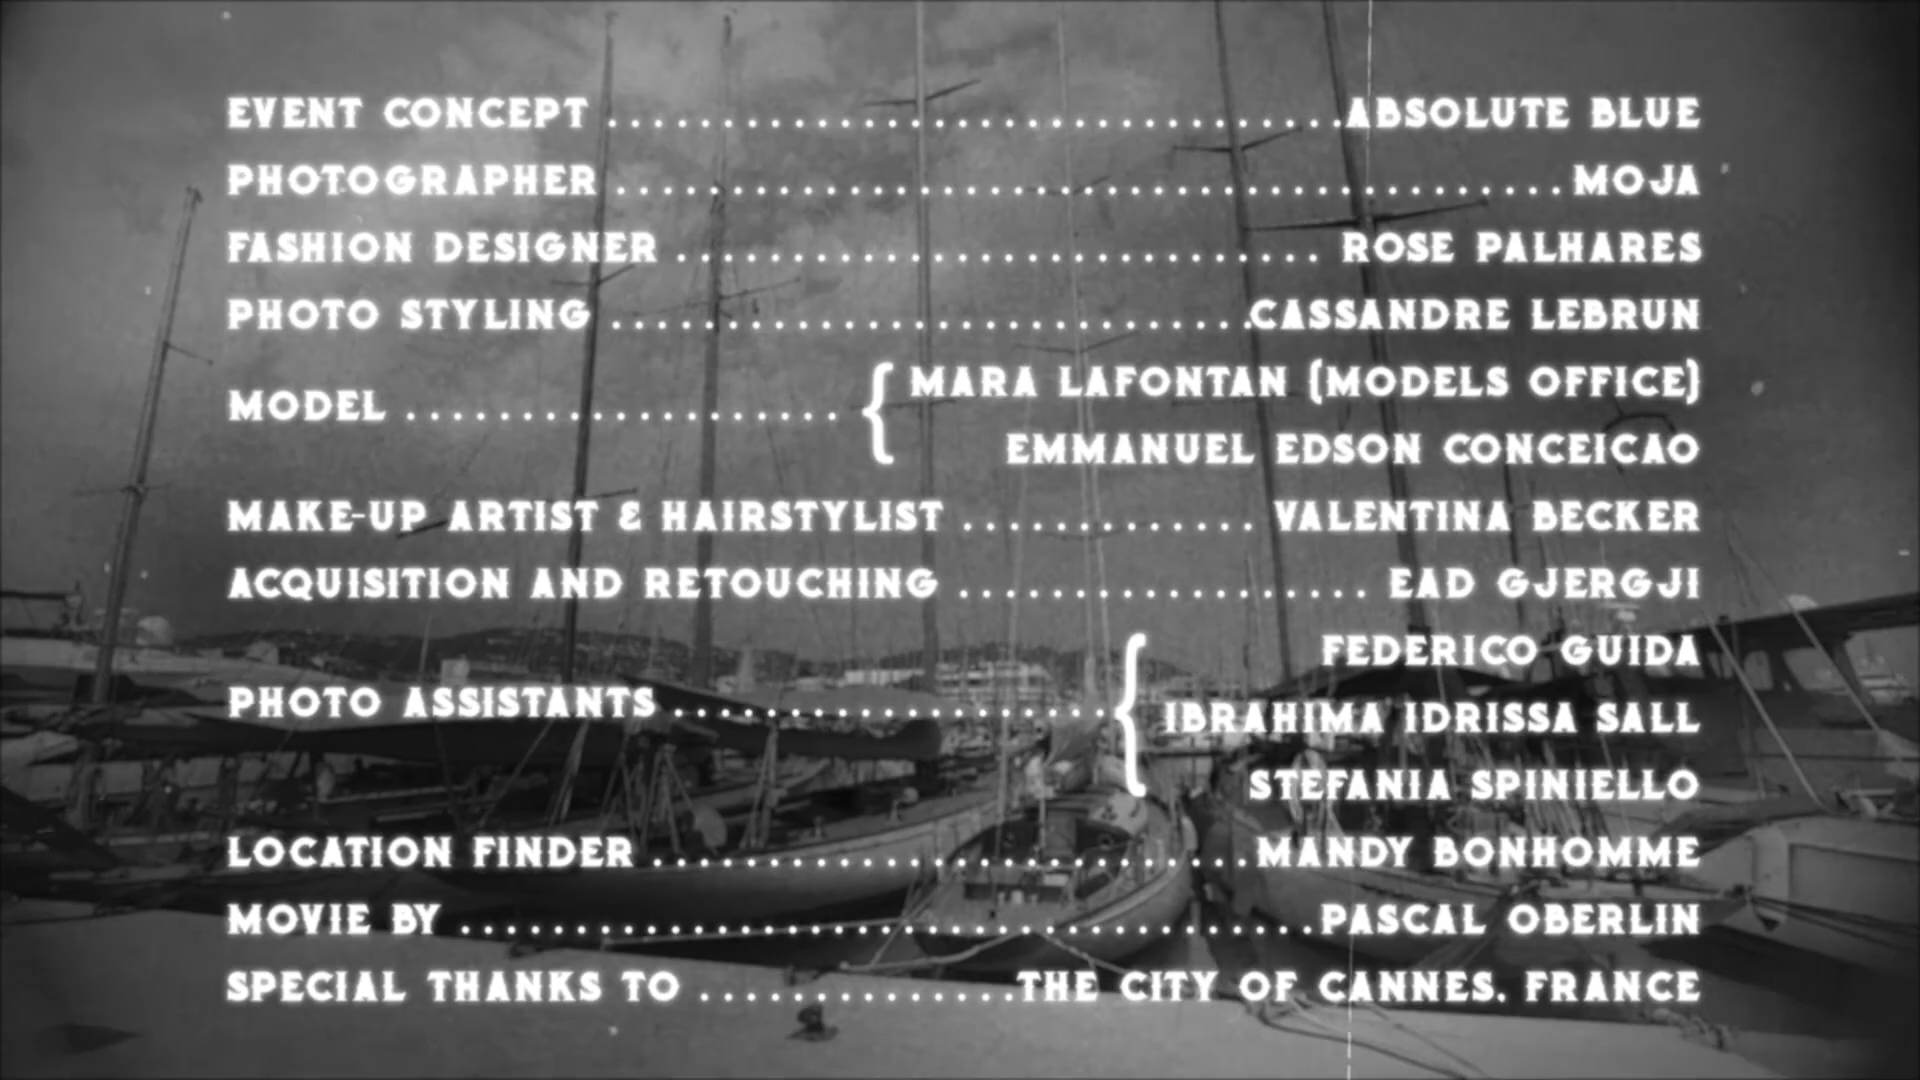 EVENT CONCEPT ................................ABSOLUTE BLUE
PHOTOGRAPHER ......................................... MOJA
FASHION DESIGNER ............................ ROSE PALHARES
PHOTO STYLING ............................CASSANDRE LEBRUN
MODEL ................... { MARA LAFONTAN (MODELS OFFICE)
EMMANUEL EDSON CONCEICAO
MAKE-UP ARTIST & HAIRSTYLIST ............. VALENTINA BECKER
ACQUISITION AND RETOUCHING .................. EAD GJERGJI
FEDERICO GUIDA
PHOTO ASSISTANTS ...................{ IBRAHIMA IDRISSA SALL
STEFANIA SPINIELLO
LOCATION FINDER ..........................MANDY BONHOMME
MOVIE BY .....................................PASCAL OBERLIN
SPECIAL THANKS TO ..............THE CITY OF CANNES, FRANCE